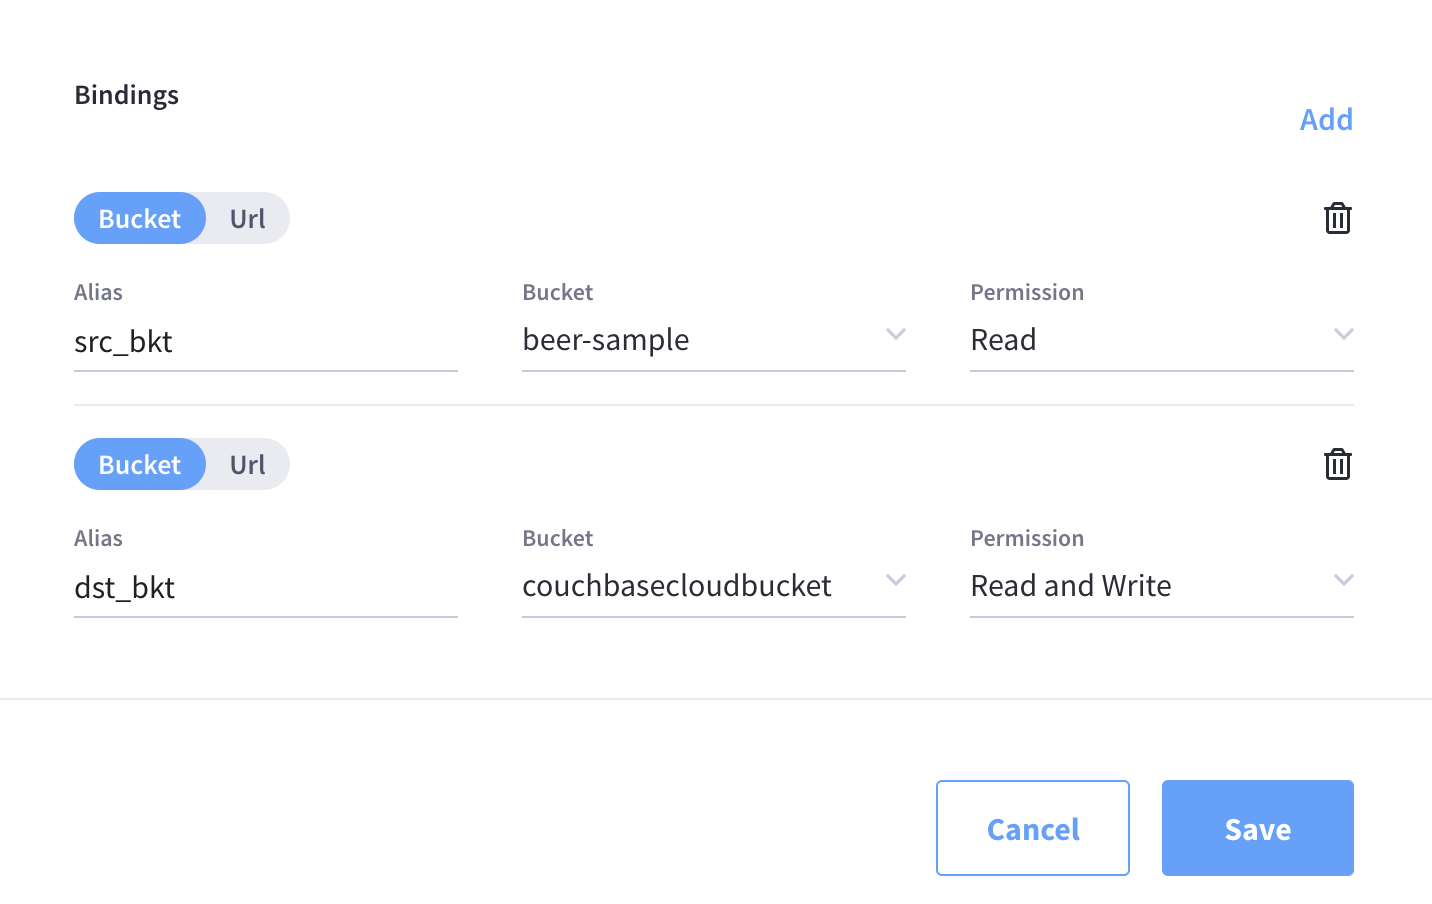 Bindings
Add
Bucket Url
Alias Bucket Permission
src_bkt beer-sample Read
Bucket Url
Alias Bucket Permission
dst_bkt couchbasecloudbucket Read and Write
Cancel Save